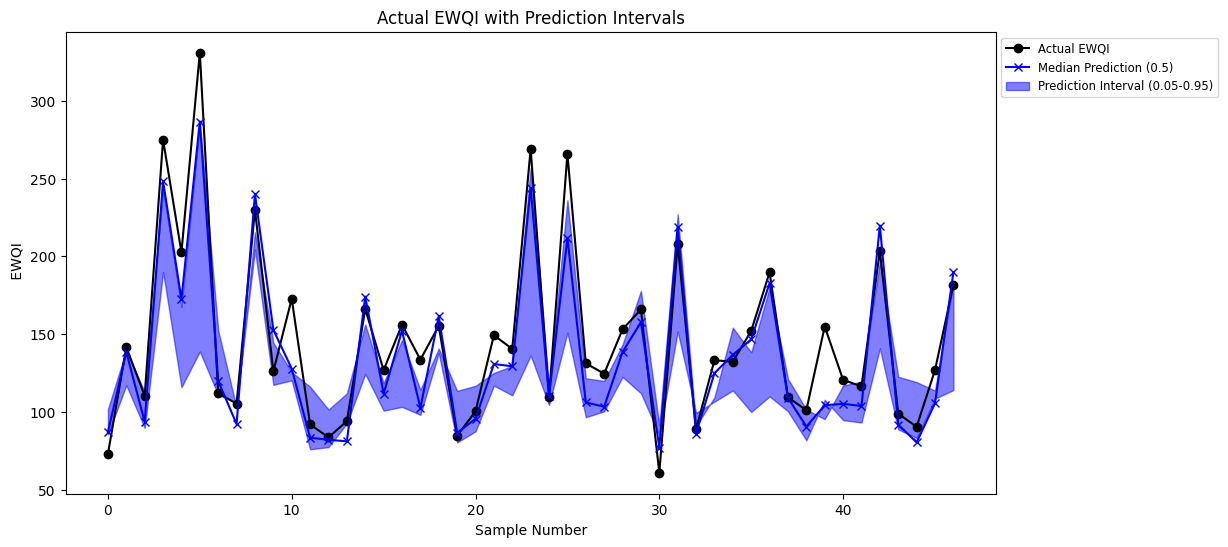 Actual EWQI with Prediction Intervals
Actual EWQI
Median Prediction (0.5)
Prediction Interval (0.05-0.95)
EWQI
300
250
200
150
100
50
0
10
20
30
40
Sample Number